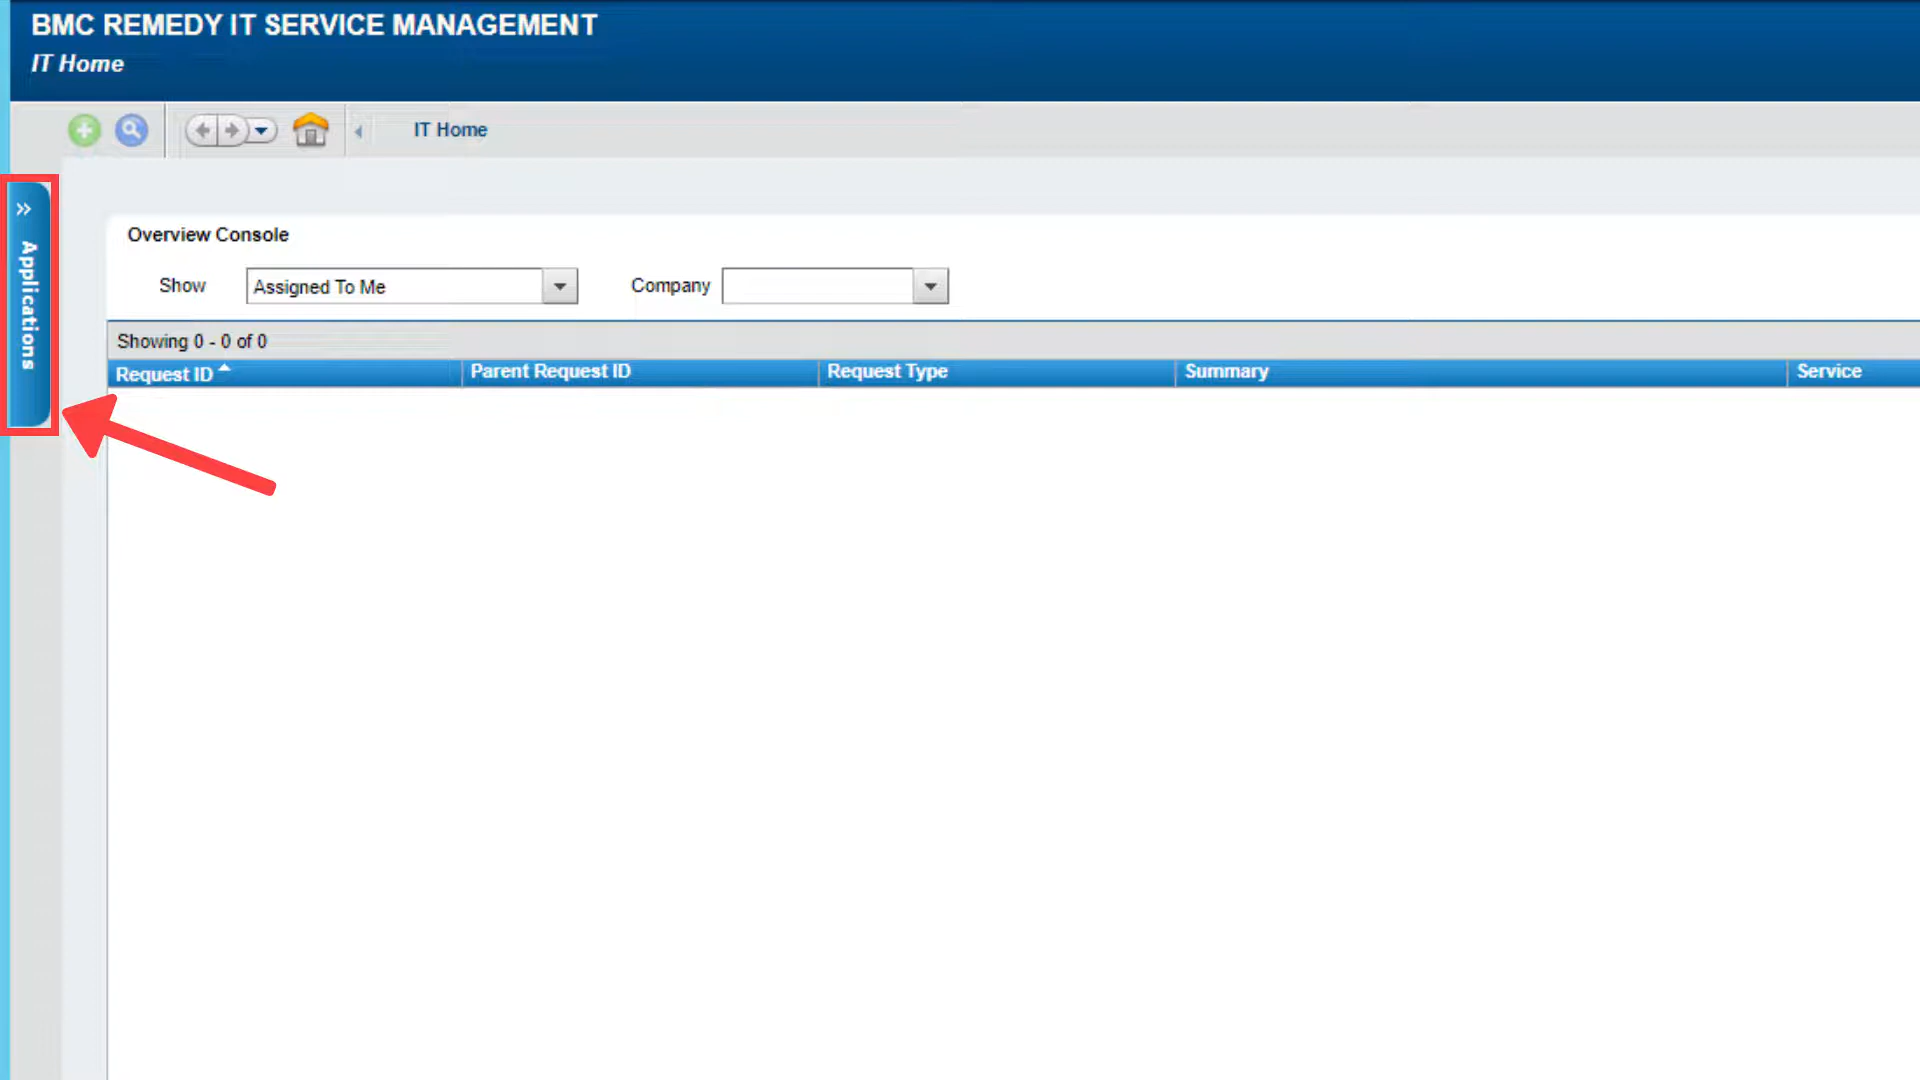 BMC REMEDY IT SERVICE MANAGEMENT
IT Home
IT Home
» Applications
Overview Console
Show Assigned To Me Company
Showing 0 - 0 of 0
Request ID Parent Request ID Request Type Summary Service